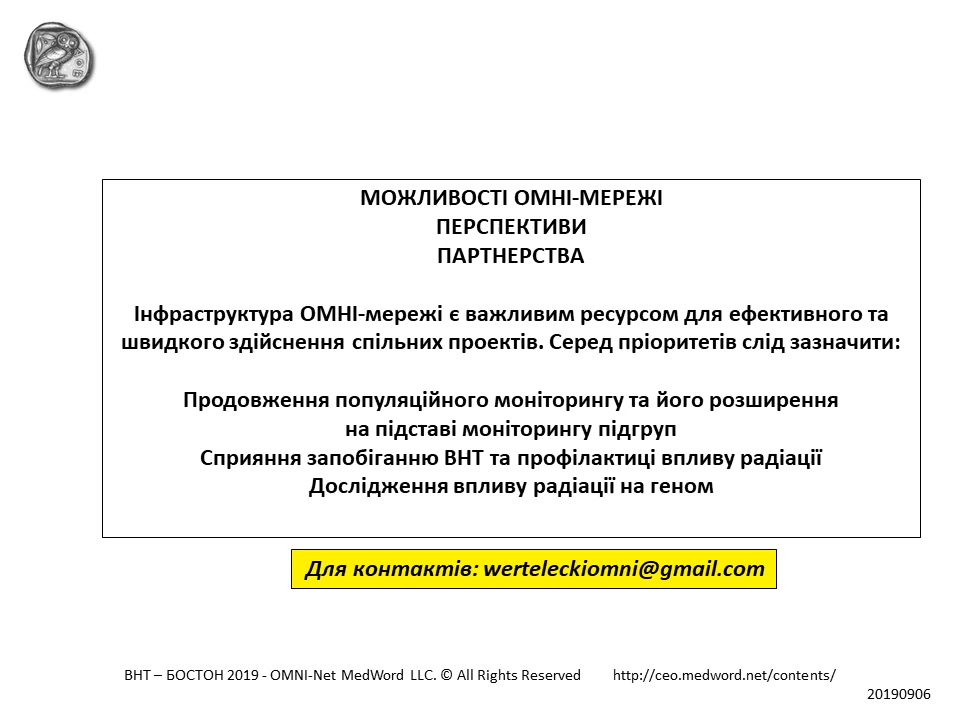 МОЖЛИВОСТІ ОМНІ-МЕРЕЖІ
ПЕРСПЕКТИВИ
ПАРТНЕРСТВА
Інфраструктура ОМНІ-мережі є важливим ресурсом для ефективного та
швидкого здійснення спільних проектів. Серед пріоритетів слід зазначити:
Продовження популяційного моніторингу та його розширення
на підставі моніторингу підгруп
Сприяння запобіганню ВНТ та профілактиці впливу радіації
Дослідження впливу радіації на геном
Для контактів: werteleckiomni@gmail.com
ВНТ – БОСТОН 2019 - OMNI-Net MedWord LLC. © All Rights Reserved http://ceo.medword.net/contents/
20190906